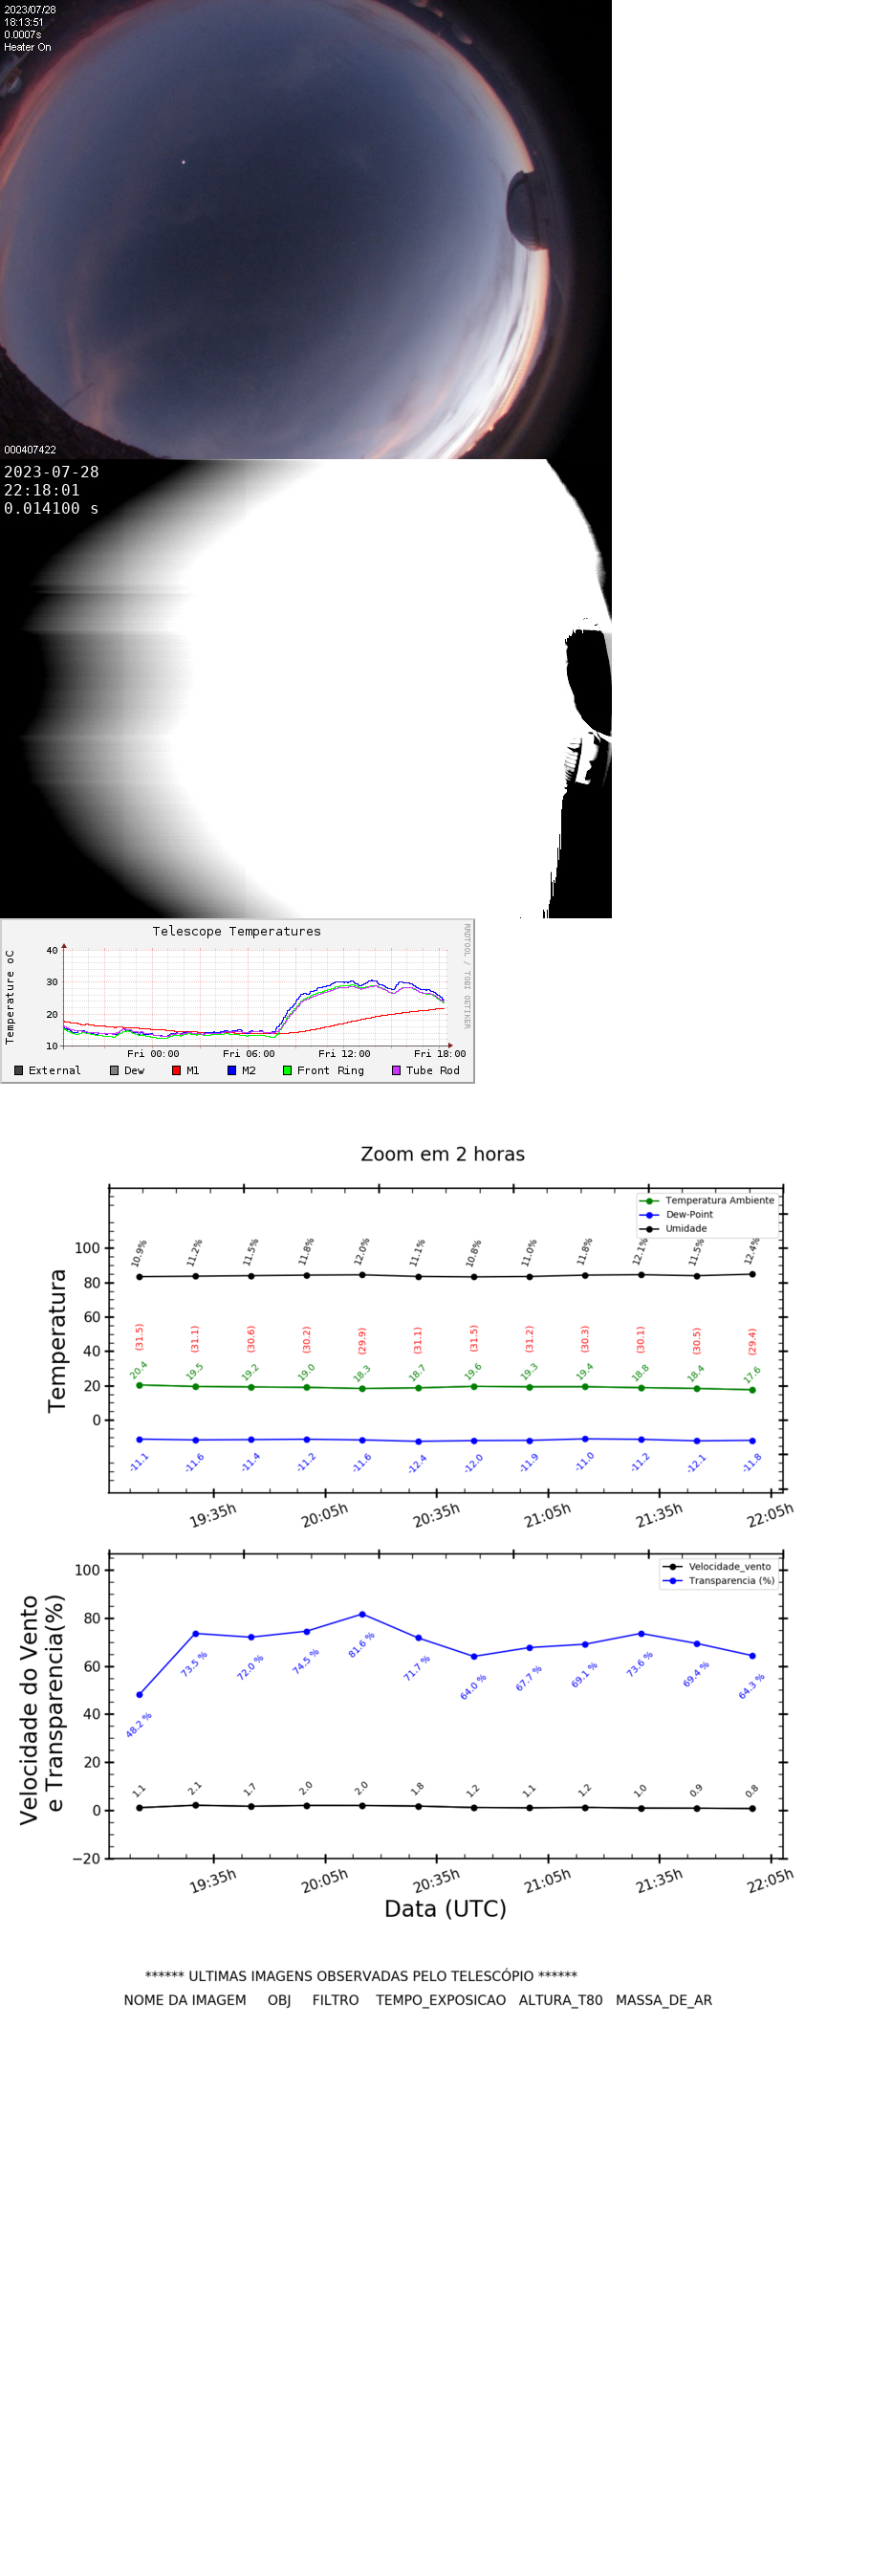 2023/07/28
18:13:51
0.0007s
Heater On
000407422
2023-07-28
22:18:01
0.014100 s
Telescope Temperatures
RRDTOOL / TOBI OETIKER
Temperature oC
40
30
20
10
Fri 00:00 Fri 06:00 Fri 12:00 Fri 18:00
External Dew M1 M2 Front Ring Tube Rod
Zoom em 2 horas
Temperatura Ambiente
Dew-Point
Umidade
Temperatura
100
80
60
40
20
0
10.9% 11.2% 11.5% 11.8% 12.0% 11.1% 10.8% 11.0% 11.8% 12.1% 11.5% 12.4%
(31.5) (31.1) (30.6) (30.2) (29.9) (31.1) (31.5) (31.2) (30.3) (30.1) (30.5) (29.4)
20.4 19.5 19.2 19.0 18.3 18.7 19.6 19.3 19.4 18.8 18.4 17.6
-11.1 -11.6 -11.4 -11.2 -11.6 -12.4 -12.0 -11.9 -11.0 -11.2 -12.1 -11.8
19:35h 20:05h 20:35h 21:05h 21:35h 22:05h
Velocidade_vento
Transparencia (%)
Velocidade do Vento
e Transparencia(%)
100
80
60
40
20
0
−20
48.2 % 73.5 % 72.0 % 74.5 % 81.6 % 71.7 % 64.0 % 67.7 % 69.1 % 73.6 % 69.4 % 64.3 %
1.1 2.1 1.7 2.0 2.0 1.8 1.2 1.1 1.2 1.0 0.9 0.8
19:35h 20:05h 20:35h 21:05h 21:35h 22:05h
Data (UTC)
****** ULTIMAS IMAGENS OBSERVADAS PELO TELESCÓPIO ******
NOME DA IMAGEM OBJ FILTRO TEMPO_EXPOSICAO ALTURA_T80 MASSA_DE_AR